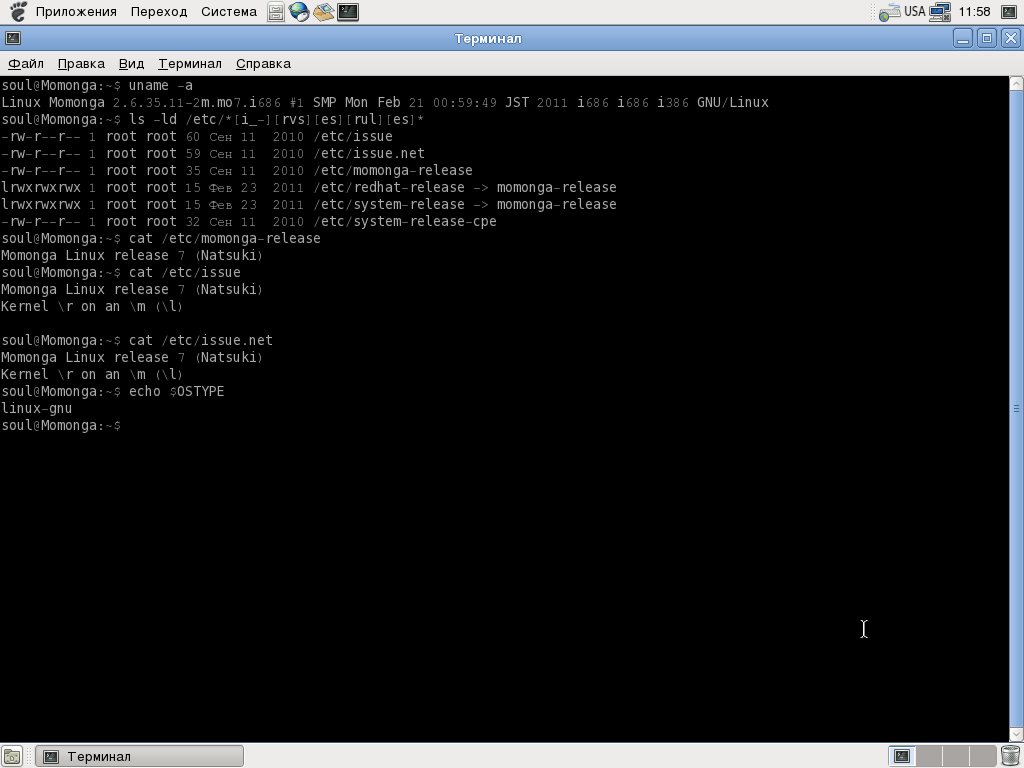 Приложения Переход Система USA 11:58
Терминал
Файл Правка Вид Терминал Справка
soul@Momonga:~$ uname -a
Linux Momonga 2.6.35.11-2m.mo7.i686 #1 SMP Mon Feb 21 00:59:49 JST 2011 i686 i686 i386 GNU/Linux
soul@Momonga:~$ ls -ld /etc/*[i_-][rvs][es][rul][es]*
-rw-r--r-- 1 root root 60 Сен 11  2010 /etc/issue
-rw-r--r-- 1 root root 59 Сен 11  2010 /etc/issue.net
-rw-r--r-- 1 root root 35 Сен 11  2010 /etc/momonga-release
lrwxrwxrwx 1 root root 15 Фев 23  2011 /etc/redhat-release -> momonga-release
lrwxrwxrwx 1 root root 15 Фев 23  2011 /etc/system-release -> momonga-release
-rw-r--r-- 1 root root 32 Сен 11  2010 /etc/system-release-cpe
soul@Momonga:~$ cat /etc/momonga-release
Momonga Linux release 7 (Natsuki)
soul@Momonga:~$ cat /etc/issue
Momonga Linux release 7 (Natsuki)
Kernel \r on an \m (\l)
soul@Momonga:~$ cat /etc/issue.net
Momonga Linux release 7 (Natsuki)
Kernel \r on an \m (\l)
soul@Momonga:~$ echo $OSTYPE
linux-gnu
soul@Momonga:~$
Терминал